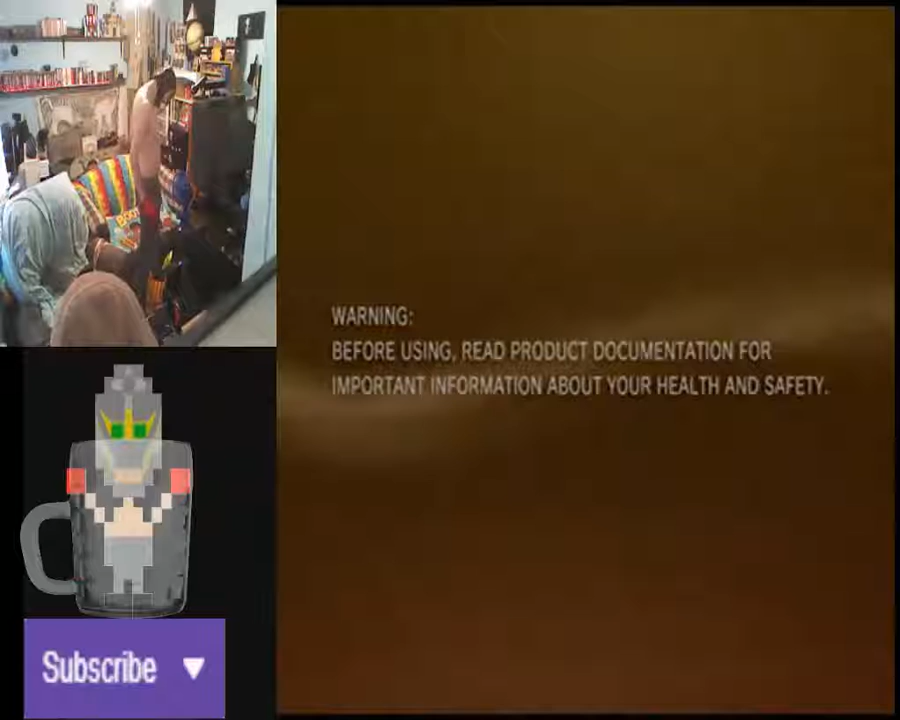 WARNING:
BEFORE USING, READ PRODUCT DOCUMENTATION FOR
IMPORTANT INFORMATION ABOUT YOUR HEALTH AND SAFETY.
Subscribe